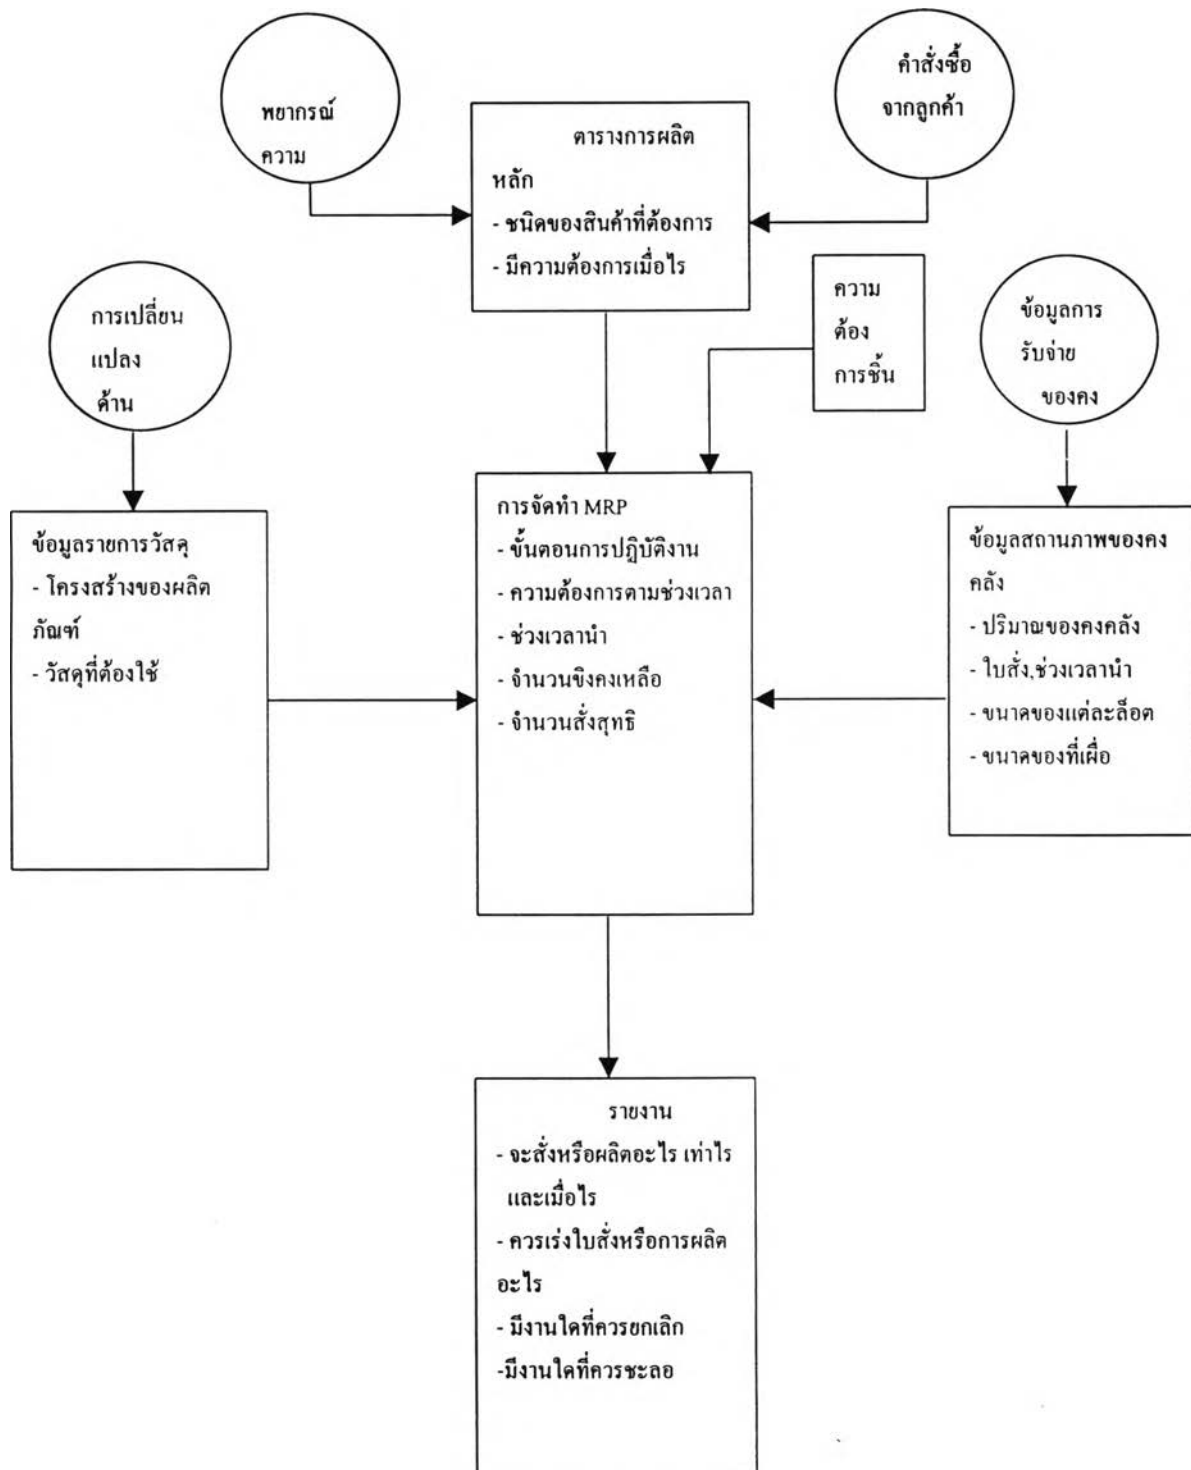 พยากรณ์
ความ
คำสั่งซื้อ
จากลูกค้า
ตารางการผลิต
หลัก
- ชนิดของสินค้าที่ต้องการ
- มีความต้องการเมื่อไร
การเปลี่ยน
แปลง
ด้าน
ความ
ต้อง
การชิ้น
ข้อมูลการ
รับจ่าย
ของคง
ข้อมูลรายการวัสดุ
- โครงสร้างของผลิต
ภัณฑ์
- วัสดุที่ต้องใช้
การจัดทำ MRP
- ขั้นตอนการปฏิบัติงาน
- ความต้องการตามช่วงเวลา
- ช่วงเวลานำ
- จำนวนขิงคงเหลือ
- จำนวนสั่งสุทธิ
ข้อมูลสถานภาพของคง
คลัง
- ปริมาณของคงคลัง
- ใบสั่ง,ช่วงเวลานำ
- ขนาดของแต่ละล็อต
- ขนาดของที่เผื่อ
รายงาน
- จะสั่งหรือผลิตอะไร เท่าไร
และเมื่อไร
- ควรเร่งใบสั่งหรือการผลิต
อะไร
- มีงานใดที่ควรยกเลิก
-มีงานใดที่ควรชะลอ